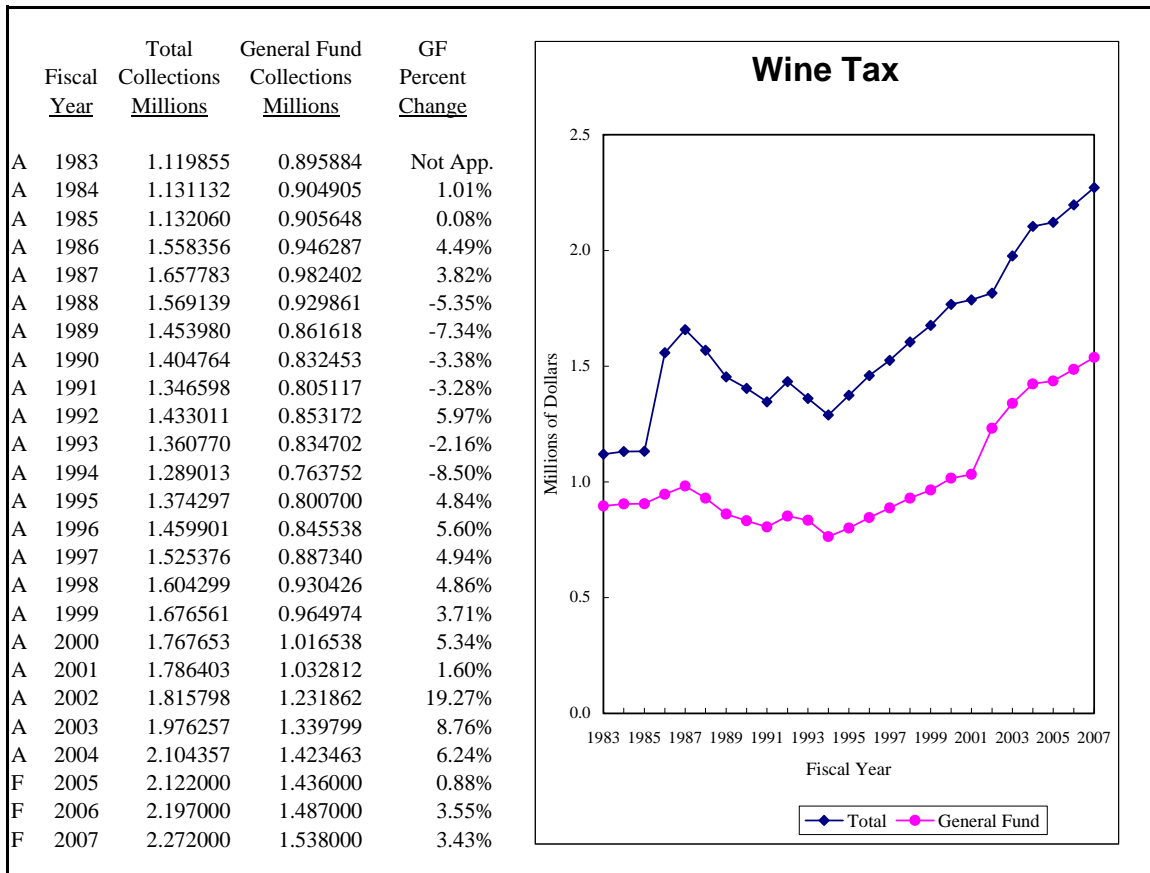 Total General Fund GF
Fiscal Collections Collections Percent
Year Millions Millions Change
A 1983 1.119855 0.895884 Not App.
A 1984 1.131132 0.904905 1.01%
A 1985 1.132060 0.905648 0.08%
A 1986 1.558356 0.946287 4.49%
A 1987 1.657783 0.982402 3.82%
A 1988 1.569139 0.929861 -5.35%
A 1989 1.453980 0.861618 -7.34%
A 1990 1.404764 0.832453 -3.38%
A 1991 1.346598 0.805117 -3.28%
A 1992 1.433011 0.853172 5.97%
A 1993 1.360770 0.834702 -2.16%
A 1994 1.289013 0.763752 -8.50%
A 1995 1.374297 0.800700 4.84%
A 1996 1.459901 0.845538 5.60%
A 1997 1.525376 0.887340 4.94%
A 1998 1.604299 0.930426 4.86%
A 1999 1.676561 0.964974 3.71%
A 2000 1.767653 1.016538 5.34%
A 2001 1.786403 1.032812 1.60%
A 2002 1.815798 1.231862 19.27%
A 2003 1.976257 1.339799 8.76%
A 2004 2.104357 1.423463 6.24%
F 2005 2.122000 1.436000 0.88%
F 2006 2.197000 1.487000 3.55%
F 2007 2.272000 1.538000 3.43%
Wine Tax
2.5
2.0
1.5
1.0
0.5
0.0
Millions of Dollars
1983 1985 1987 1989 1991 1993 1995 1997 1999 2001 2003 2005 2007
Fiscal Year
Total General Fund